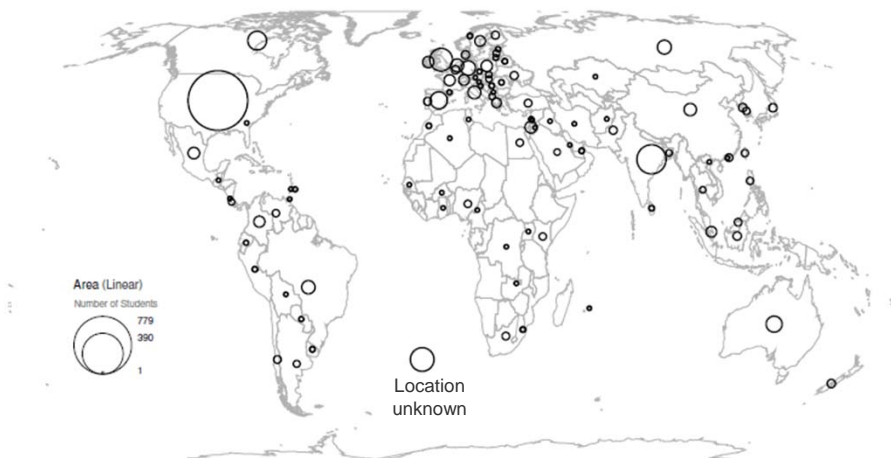 Area (Linear)
Number of Students
779
390
1
Location
unknown